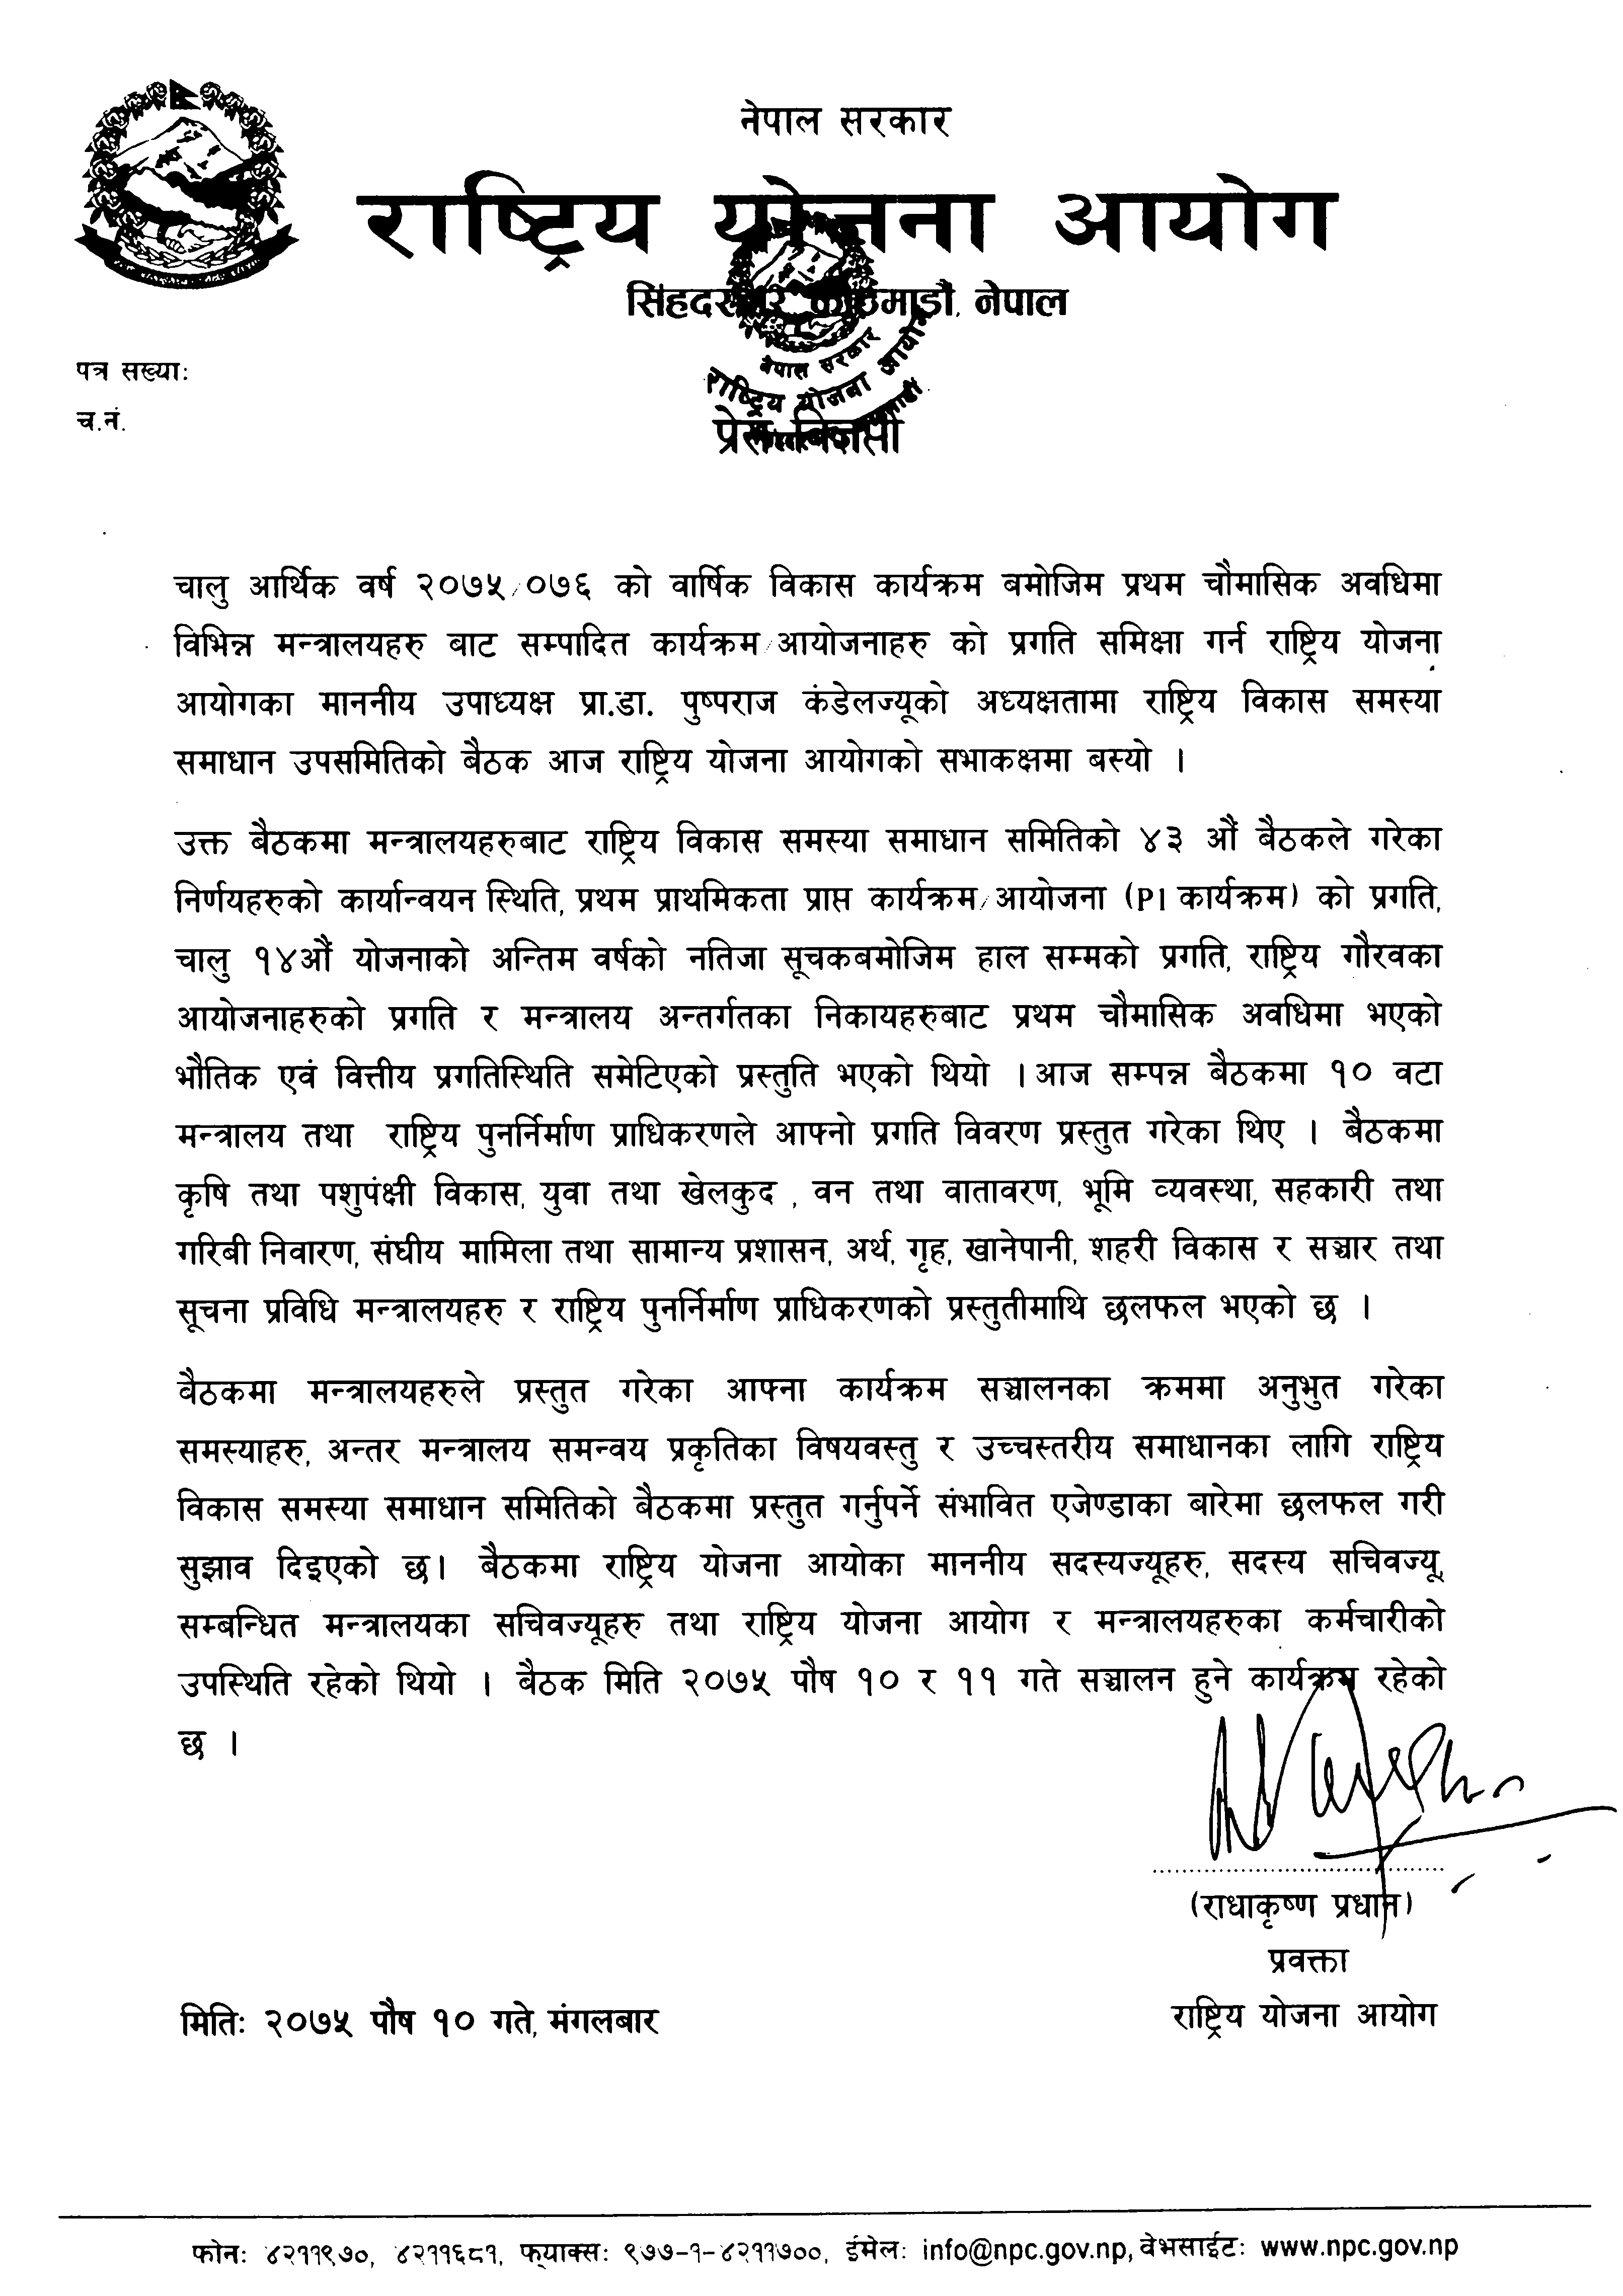 नेपाल सरकार
राष्ट्रिय योजना आयोग
सिंहदरबार काठमाडौं, नेपाल
नेपाल सरकार
राष्ट्रिय योजना आयोग
पत्र सख्याः
च.नं.
प्रेस विज्ञप्ती
चालु आर्थिक वर्ष २०७५/०७६ को वार्षिक विकास कार्यक्रम बमोजिम प्रथम चौमासिक अवधिमा
विभिन्न मन्त्रालयहरु बाट सम्पादित कार्यक्रम/आयोजनाहरु को प्रगति समिक्षा गर्न राष्ट्रिय योजना
आयोगका माननीय उपाध्यक्ष प्रा.डा. पुष्पराज कंडेलज्यूको अध्यक्षतामा राष्ट्रिय विकास समस्या
समाधान उपसमितिको बैठक आज राष्ट्रिय योजना आयोगको सभाकक्षमा बस्यो ।
उक्त बैठकमा मन्त्रालयहरुबाट राष्ट्रिय विकास समस्या समाधान समितिको ४३ औं बैठकले गरेका
निर्णयहरुको कार्यान्वयन स्थिति, प्रथम प्राथमिकता प्राप्त कार्यक्रम/आयोजना (P1 कार्यक्रम) को प्रगति,
चालु १४औं योजनाको अन्तिम वर्षको नतिजा सूचकबमोजिम हाल सम्मको प्रगति, राष्ट्रिय गौरवका
आयोजनाहरुको प्रगति र मन्त्रालय अन्तर्गतका निकायहरुबाट प्रथम चौमासिक अवधिमा भएको
भौतिक एवं वित्तीय प्रगतिस्थिति समेटिएको प्रस्तुति भएको थियो । आज सम्पन्न बैठकमा १० वटा
मन्त्रालय तथा राष्ट्रिय पुनर्निर्माण प्राधिकरणले आफ्नो प्रगति विवरण प्रस्तुत गरेका थिए । बैठकमा
कृषि तथा पशुपंक्षी विकास, युवा तथा खेलकुद , वन तथा वातावरण, भूमि व्यवस्था, सहकारी तथा
गरिबी निवारण, संघीय मामिला तथा सामान्य प्रशासन, अर्थ, गृह, खानेपानी, शहरी विकास र सञ्चार तथा
सूचना प्रविधि मन्त्रालयहरु र राष्ट्रिय पुनर्निर्माण प्राधिकरणको प्रस्तुतीमाथि छलफल भएको छ ।
बैठकमा मन्त्रालयहरुले प्रस्तुत गरेका आफ्ना कार्यक्रम सञ्चालनका क्रममा अनुभुत गरेका
समस्याहरु, अन्तर मन्त्रालय समन्वय प्रकृतिका विषयवस्तु र उच्चस्तरीय समाधानका लागि राष्ट्रिय
विकास समस्या समाधान समितिको बैठकमा प्रस्तुत गर्नुपर्ने संभावित एजेण्डाका बारेमा छलफल गरी
सुझाव दिइएको छ। बैठकमा राष्ट्रिय योजना आयोका माननीय सदस्यज्यूहरु, सदस्य सचिवज्यू,
सम्बन्धित मन्त्रालयका सचिवज्यूहरु तथा राष्ट्रिय योजना आयोग र मन्त्रालयहरुका कर्मचारीको
उपस्थिति रहेको थियो । बैठक मिति २०७५ पौष १० र ११ गते सञ्चालन हुने कार्यक्रम रहेको
छ ।
(राधाकृष्ण प्रधान)
प्रवक्ता
राष्ट्रिय योजना आयोग
मितिः २०७५ पौष १० गते, मंगलबार
फोनः ४२११९७०, ४२११६८१, फ्याक्सः ९७७-१-४२११७००, ईमेलः info@npc.gov.np, वेभसाईटः www.npc.gov.np